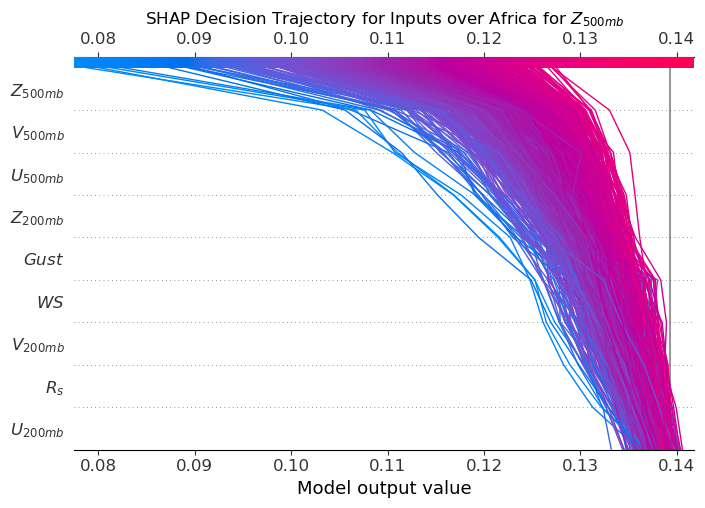 SHAP Decision Trajectory for Inputs over Africa for Z500mb
0.08 0.09 0.10 0.11 0.12 0.13 0.14
Z500mb
V500mb
U500mb
Z200mb
Gust
WS
V200mb
Rs
U200mb
0.08 0.09 0.10 0.11 0.12 0.13 0.14
Model output value